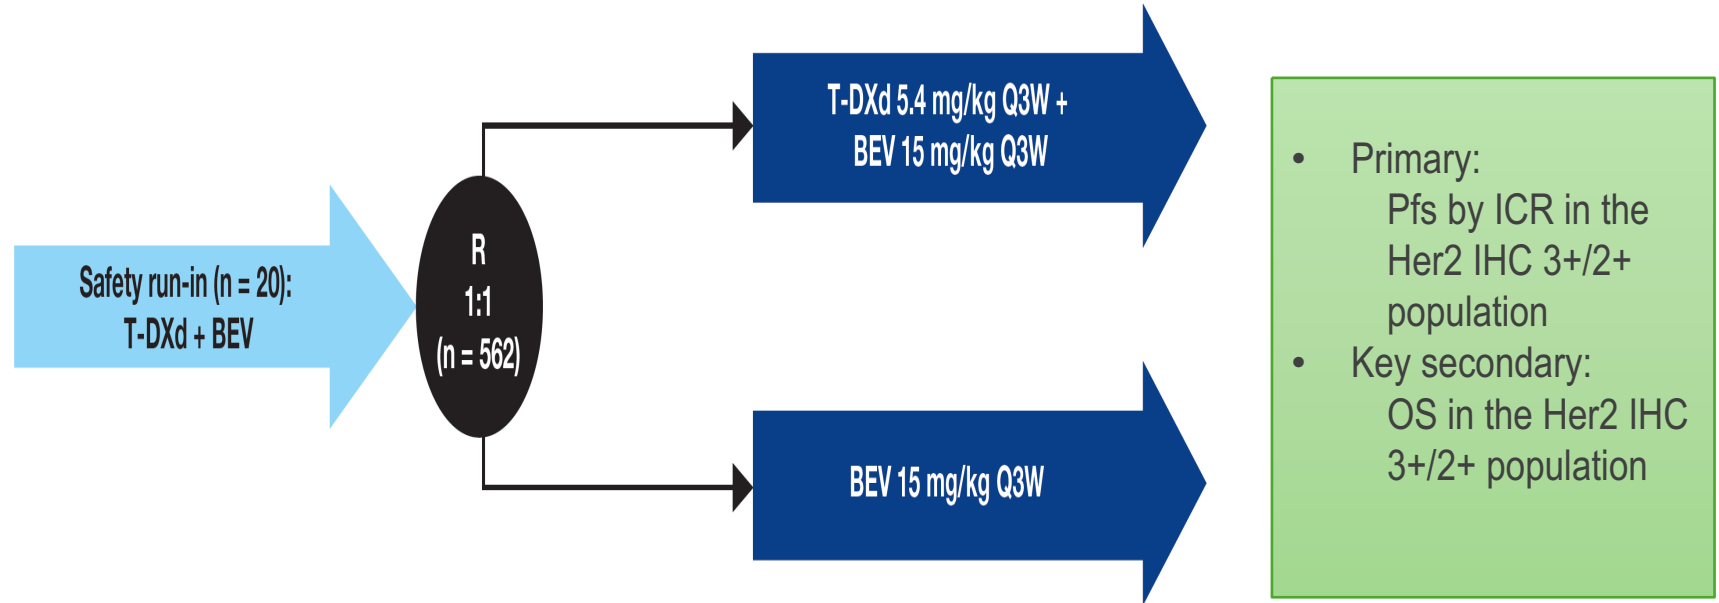 Safety run-in (n = 20):
T-DXd + BEV
R
1:1
(n = 562)
T-DXd 5.4 mg/kg Q3W +
BEV 15 mg/kg Q3W
BEV 15 mg/kg Q3W
• Primary:
Pfs by ICR in the
Her2 IHC 3+/2+
population
• Key secondary:
OS in the Her2 IHC
3+/2+ population